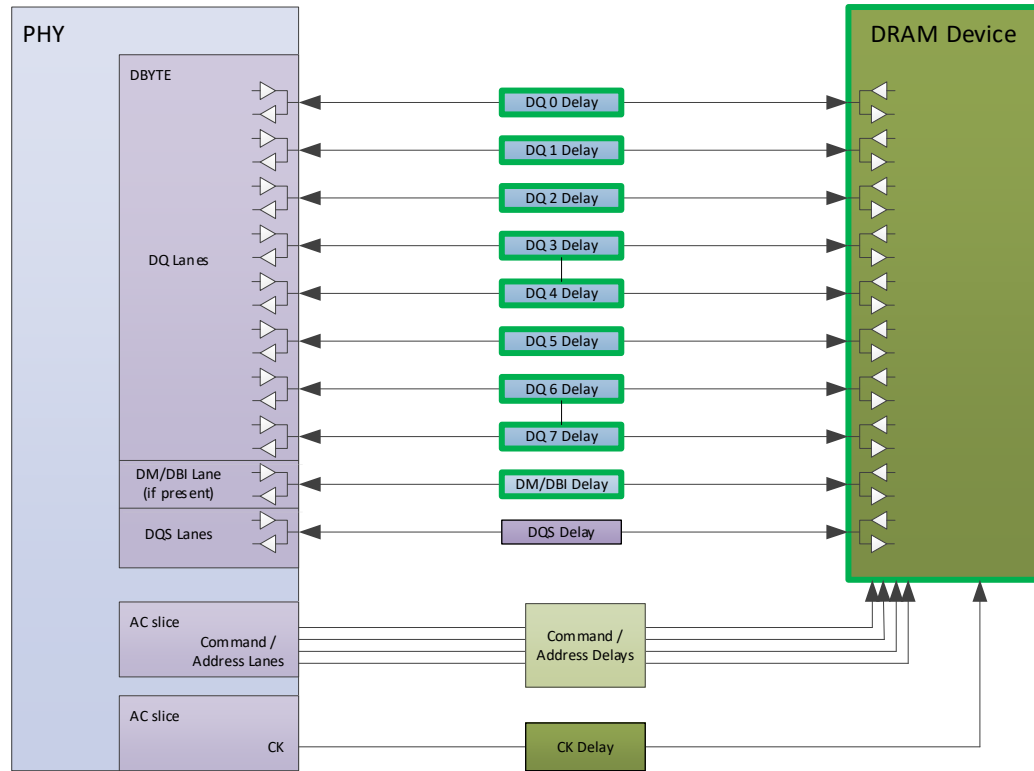 PHY
DRAM Device
DBYTE
DQ 0 Delay
DQ 1 Delay
DQ 2 Delay
DQ 3 Delay
DQ Lanes
DQ 4 Delay
DQ 5 Delay
DQ 6 Delay
DQ 7 Delay
DM/DBI Lane
(if present)
DM/DBI Delay
DQS Lanes
DQS Delay
AC slice
Command /
Address Lanes
Command /
Address Delays
AC slice
CK
CK Delay